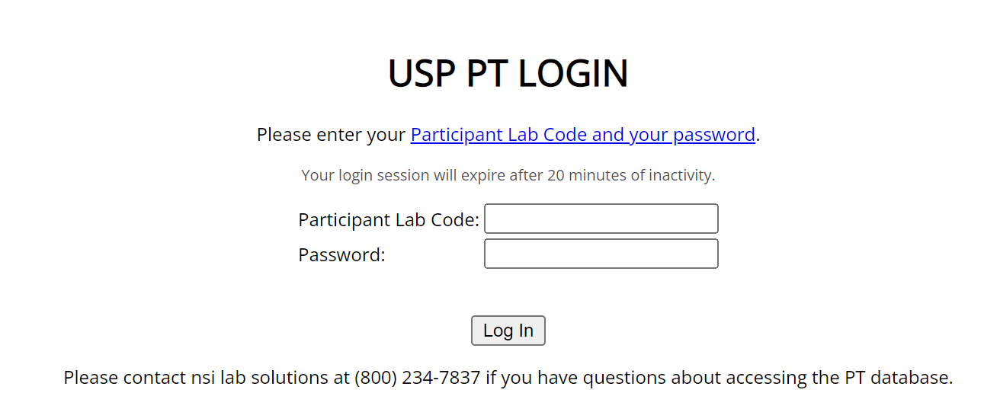 USP PT LOGIN
Please enter your Participant Lab Code and your password.
Your login session will expire after 20 minutes of inactivity.
Participant Lab Code:
Password:
Log In
Please contact nsi lab solutions at (800) 234-7837 if you have questions about accessing the PT database.